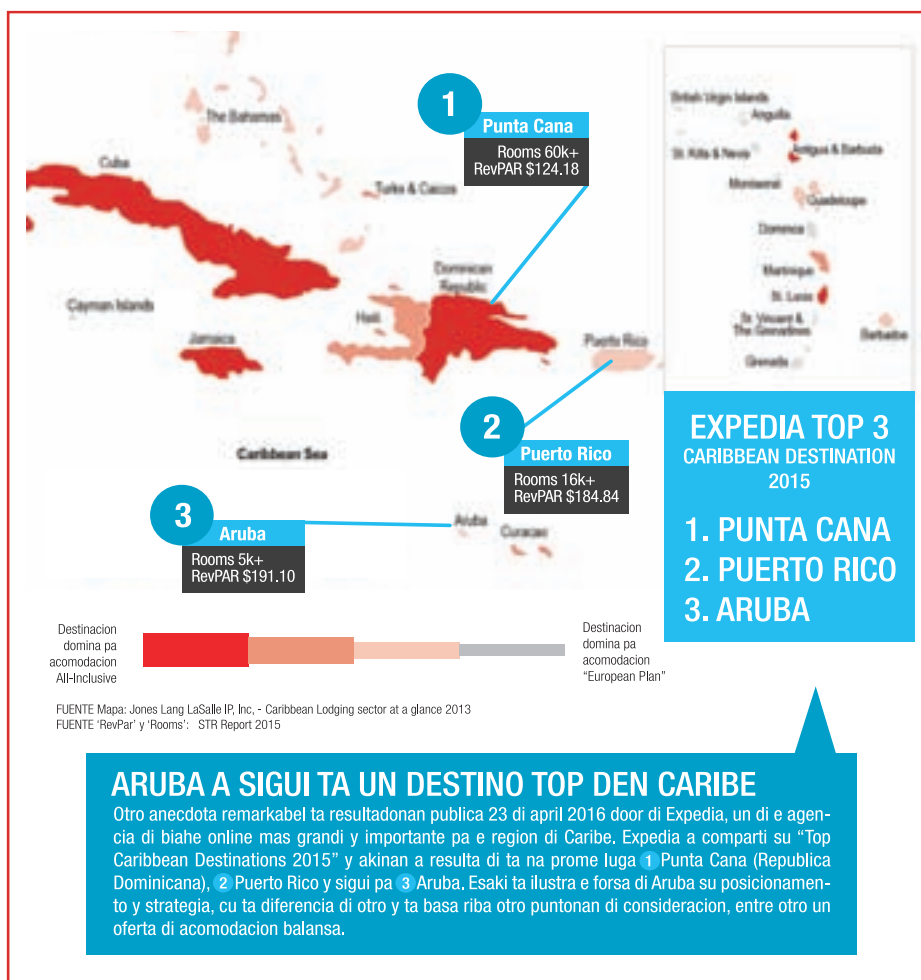 The Bahamas
Cuba
Turks & Caicos
Cayman Islands
Jamaica
Haiti
Dominican
Republic
Puerto Rico
Caribbean Sea
Aruba
Curacao
1
Punta Cana
Rooms 60k+
RevPAR $124.18
2
Puerto Rico
Rooms 16k+
RevPAR $184.84
3
Aruba
Rooms 5k+
RevPAR $191.10
British Virgin Islands
Anguilla
St. Kitts & Nevis
Antigua & Barbuda
Montserrat
Guadeloupe
Dominica
Martinique
St. Lucia
St. Vincent &
The Grenadines
Barbados
Grenada
EXPEDIA TOP 3
CARIBBEAN DESTINATION
2015
1. PUNTA CANA
2. PUERTO RICO
3. ARUBA
Destinacion
domina pa
acomodacion
All-Inclusive
Destinacion
domina pa
acomodacion
“European Plan”
FUENTE Mapa: Jones Lang LaSalle IP, Inc, - Caribbean Lodging sector at a glance 2013
FUENTE ‘RevPar’ y ‘Rooms’: STR Report 2015
ARUBA A SIGUI TA UN DESTINO TOP DEN CARIBE
Otro anecdota remarkabel ta resultadonan publica 23 di april 2016 door di Expedia, un di e agen-
cia di biahe online mas grandi y importante pa e region di Caribe. Expedia a comparti su “Top
Caribbean Destinations 2015” y akinan a resulta di ta na prome luga 1 Punta Cana (Republica
Dominicana), 2 Puerto Rico y sigui pa 3 Aruba. Esaki ta ilustra e forsa di Aruba su posicionamen-
to y strategia, cu ta diferencia di otro y ta basa riba otro puntonan di consideracion, entre otro un
oferta di acomodacion balansa.